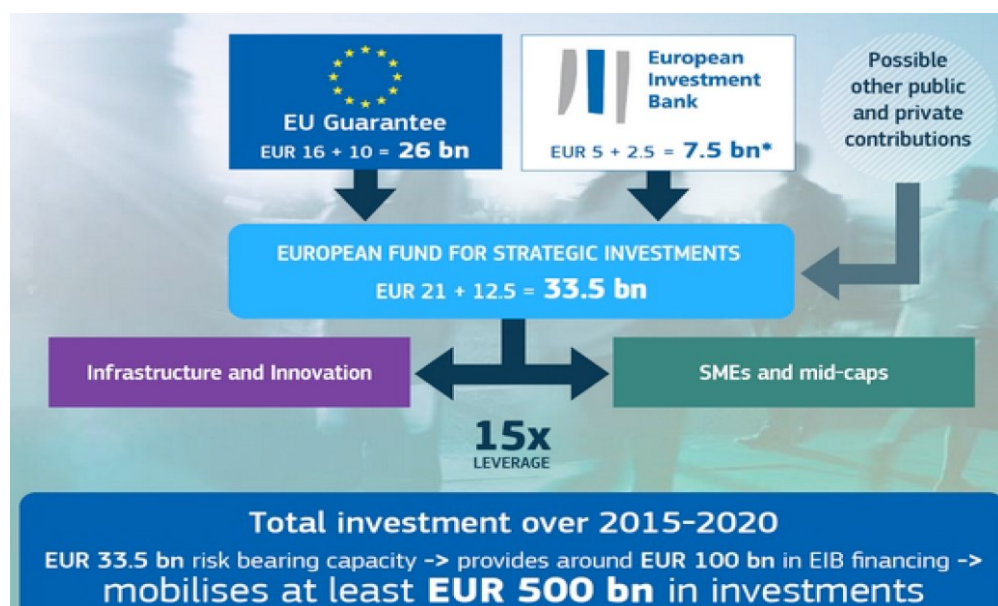 EU Guarantee
EUR 16 + 10 = 26 bn
European
Investment
Bank
EUR 5 + 2.5 = 7.5 bn*
Possible
other public
and private
contributions
EUROPEAN FUND FOR STRATEGIC INVESTMENTS
EUR 21 + 12.5 = 33.5 bn
Infrastructure and Innovation
SMEs and mid-caps
15x
LEVERAGE
Total investment over 2015-2020
EUR 33.5 bn risk bearing capacity -> provides around EUR 100 bn in EIB financing ->
mobilises at least EUR 500 bn in investments